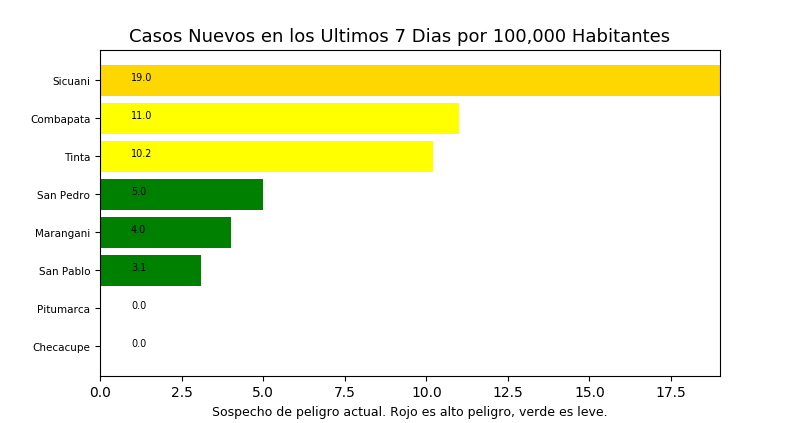 Casos Nuevos en los Ultimos 7 Dias por 100,000 Habitantes
Sicuani 19.0
Combapata 11.0
Tinta 10.2
San Pedro 5.0
Marangani 4.0
San Pablo 3.1
Pitumarca 0.0
Checacupe 0.0
0.0 2.5 5.0 7.5 10.0 12.5 15.0 17.5
Sospecho de peligro actual. Rojo es alto peligro, verde es leve.